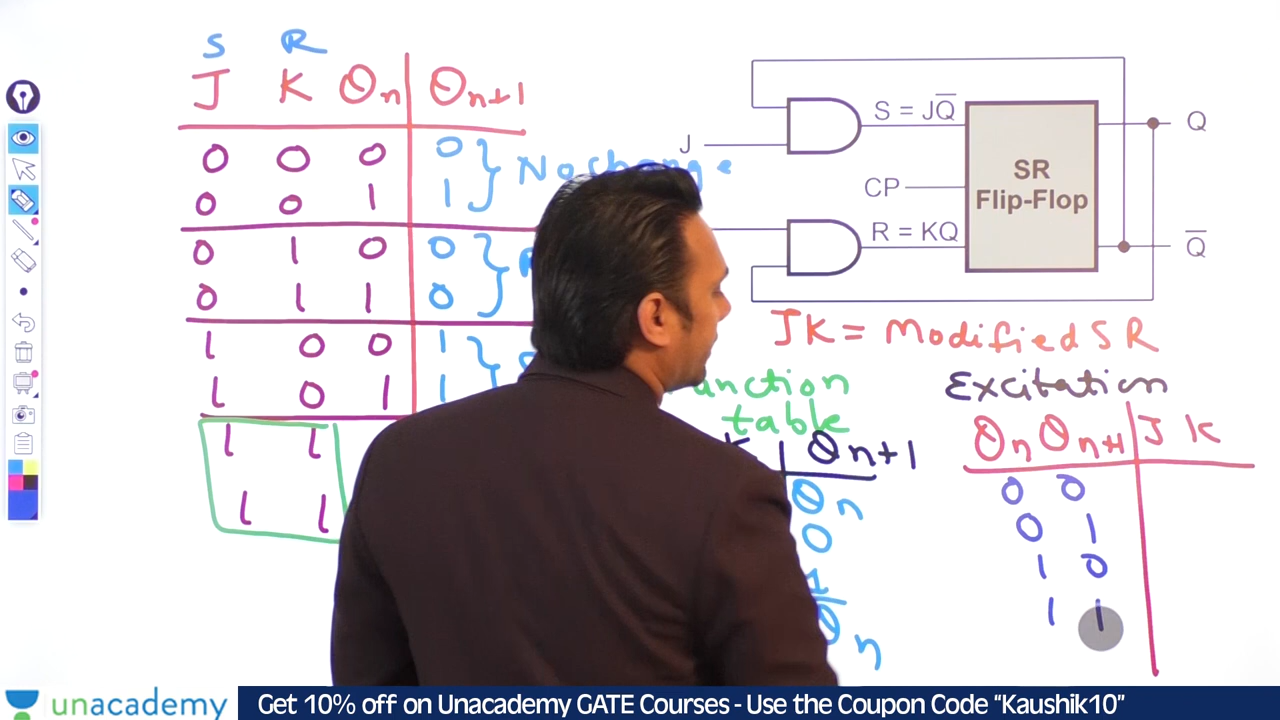 S R
J K Qn Qn+1
0 0 0 0
0 0 1 1
No change
0 1 0 0
0 1 1 0
1 0 0 1
1 0 1 1
1 1
1 1
J
S = JQ̅
CP
R = KQ
SR
Flip-Flop
Q
Q̅
JK = Modified SR
unction
table
K Qn+1
Qn
0
1
Q̅n
Excitation
Qn Qn+1 J K
0 0
0 1
1 0
1 1
unacademy
Get 10% off on Unacademy GATE Courses - Use the Coupon Code “Kaushik10”